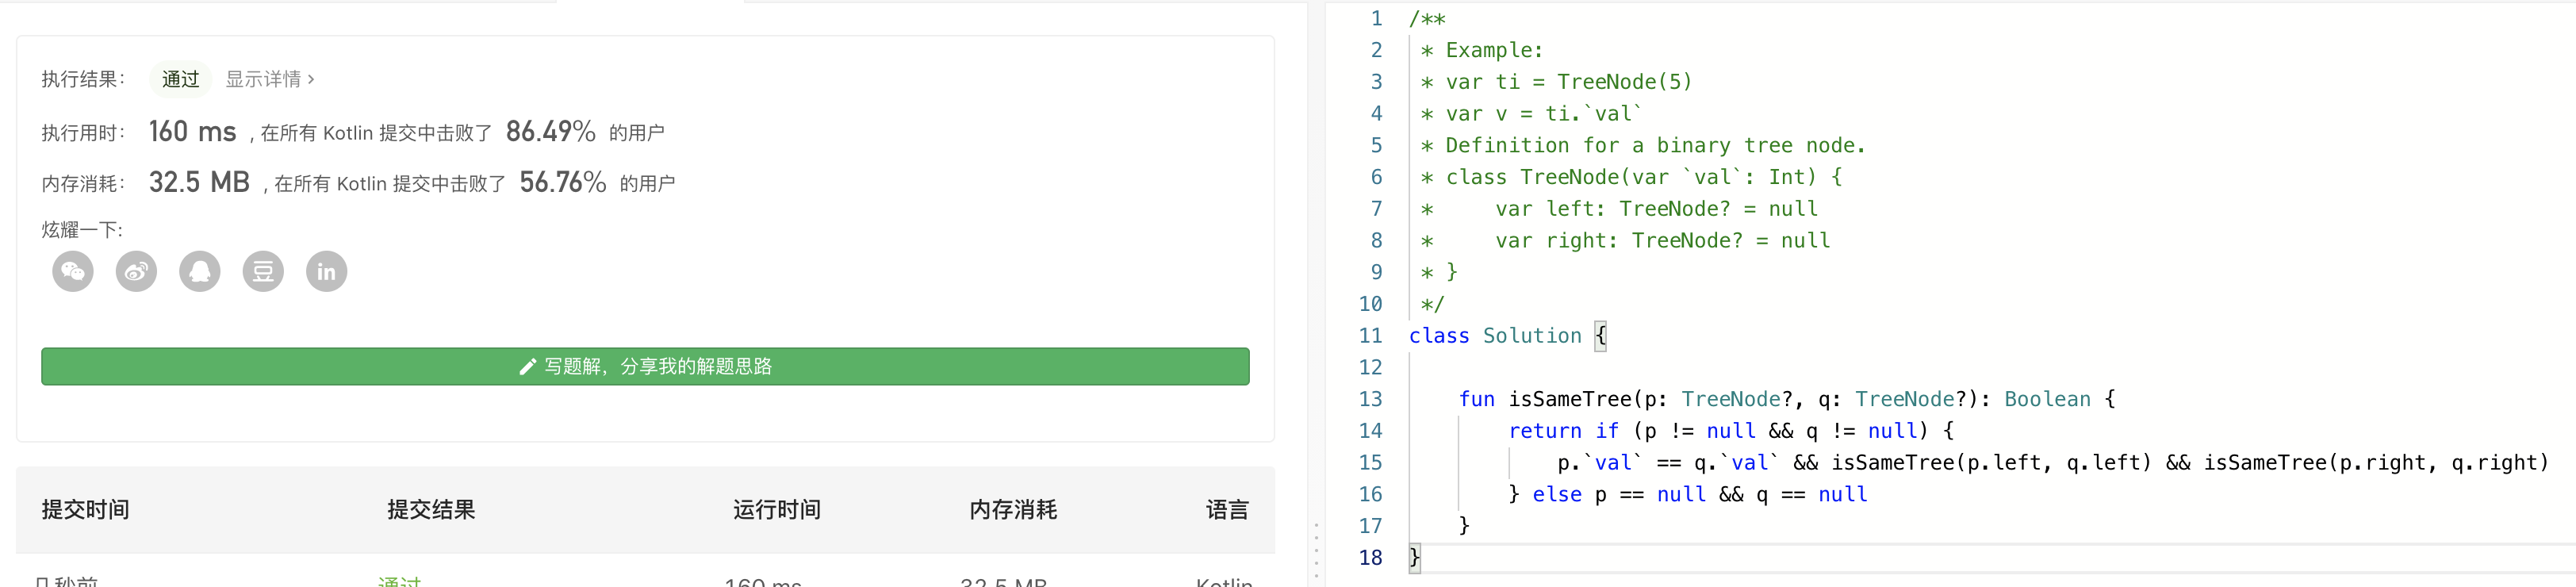 执行结果： 通过 显示详情 >
执行用时： 160 ms , 在所有 Kotlin 提交中击败了 86.49% 的用户
内存消耗： 32.5 MB , 在所有 Kotlin 提交中击败了 56.76% 的用户
炫耀一下:
豆 in
写题解，分享我的解题思路
提交时间 提交结果 运行时间 内存消耗 语言
几秒前 通过 160 ms 32.5 MB Kotlin
1 /**
2  * Example:
3  * var ti = TreeNode(5)
4  * var v = ti.`val`
5  * Definition for a binary tree node.
6  * class TreeNode(var `val`: Int) {
7  *     var left: TreeNode? = null
8  *     var right: TreeNode? = null
9  * }
10  */
11 class Solution {
12
13     fun isSameTree(p: TreeNode?, q: TreeNode?): Boolean {
14         return if (p != null && q != null) {
15             p.`val` == q.`val` && isSameTree(p.left, q.left) && isSameTree(p.right, q.right)
16         } else p == null && q == null
17     }
18 }